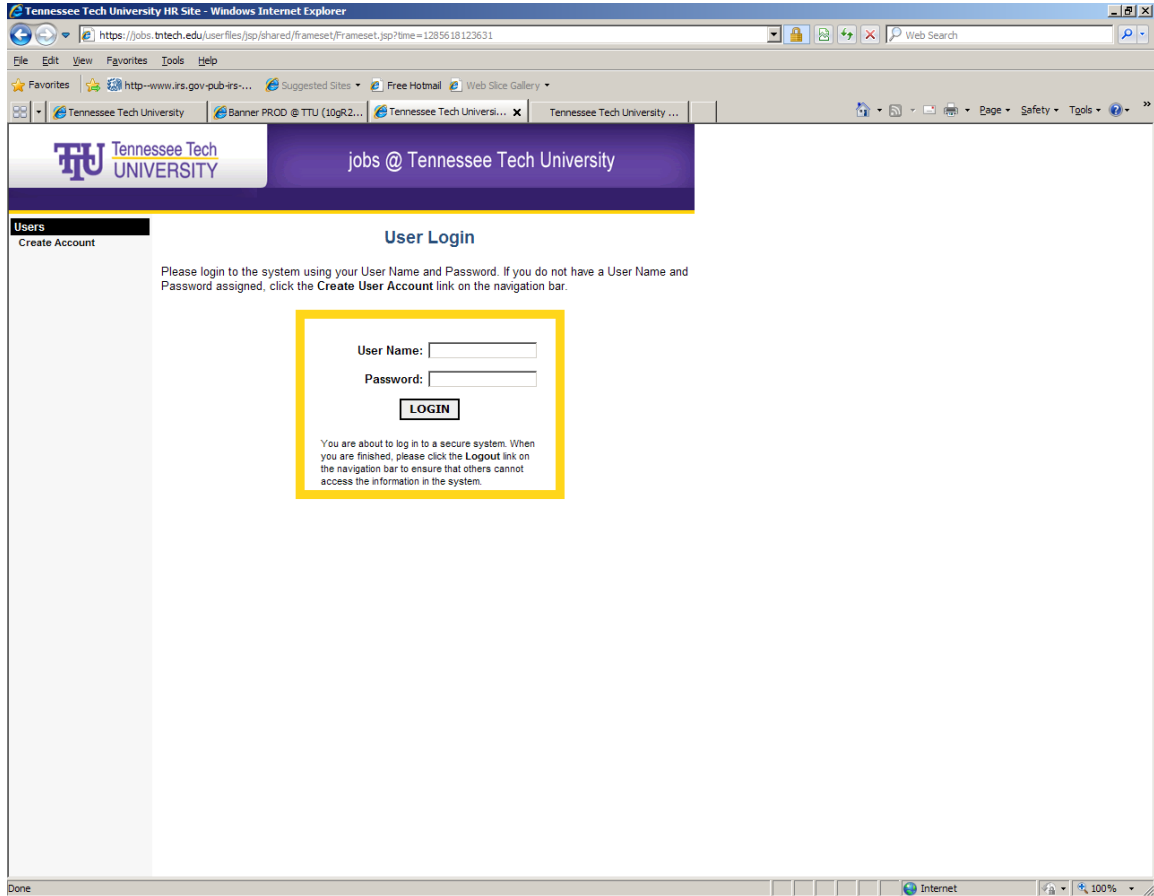 Tennessee Tech University HR Site - Windows Internet Explorer
https://jobs.tntech.edu/userfiles/jsp/shared/frameset/Frameset.jsp?time=1285618123631
Web Search
File Edit View Favorites Tools Help
Favorites http--www.irs.gov-pub-irs-... Suggested Sites Free Hotmail Web Slice Gallery
Tennessee Tech University Banner PROD @ TTU (10gR2... Tennessee Tech Universi... X Tennessee Tech University ... Page Safety Tools »
TTU Tennessee Tech
UNIVERSITY
jobs @ Tennessee Tech University
Users
Create Account
User Login
Please login to the system using your User Name and Password. If you do not have a User Name and
Password assigned, click the Create User Account link on the navigation bar.
User Name:
Password:
LOGIN
You are about to log in to a secure system. When
you are finished, please click the Logout link on
the navigation bar to ensure that others cannot
access the information in the system.
Done Internet 100%